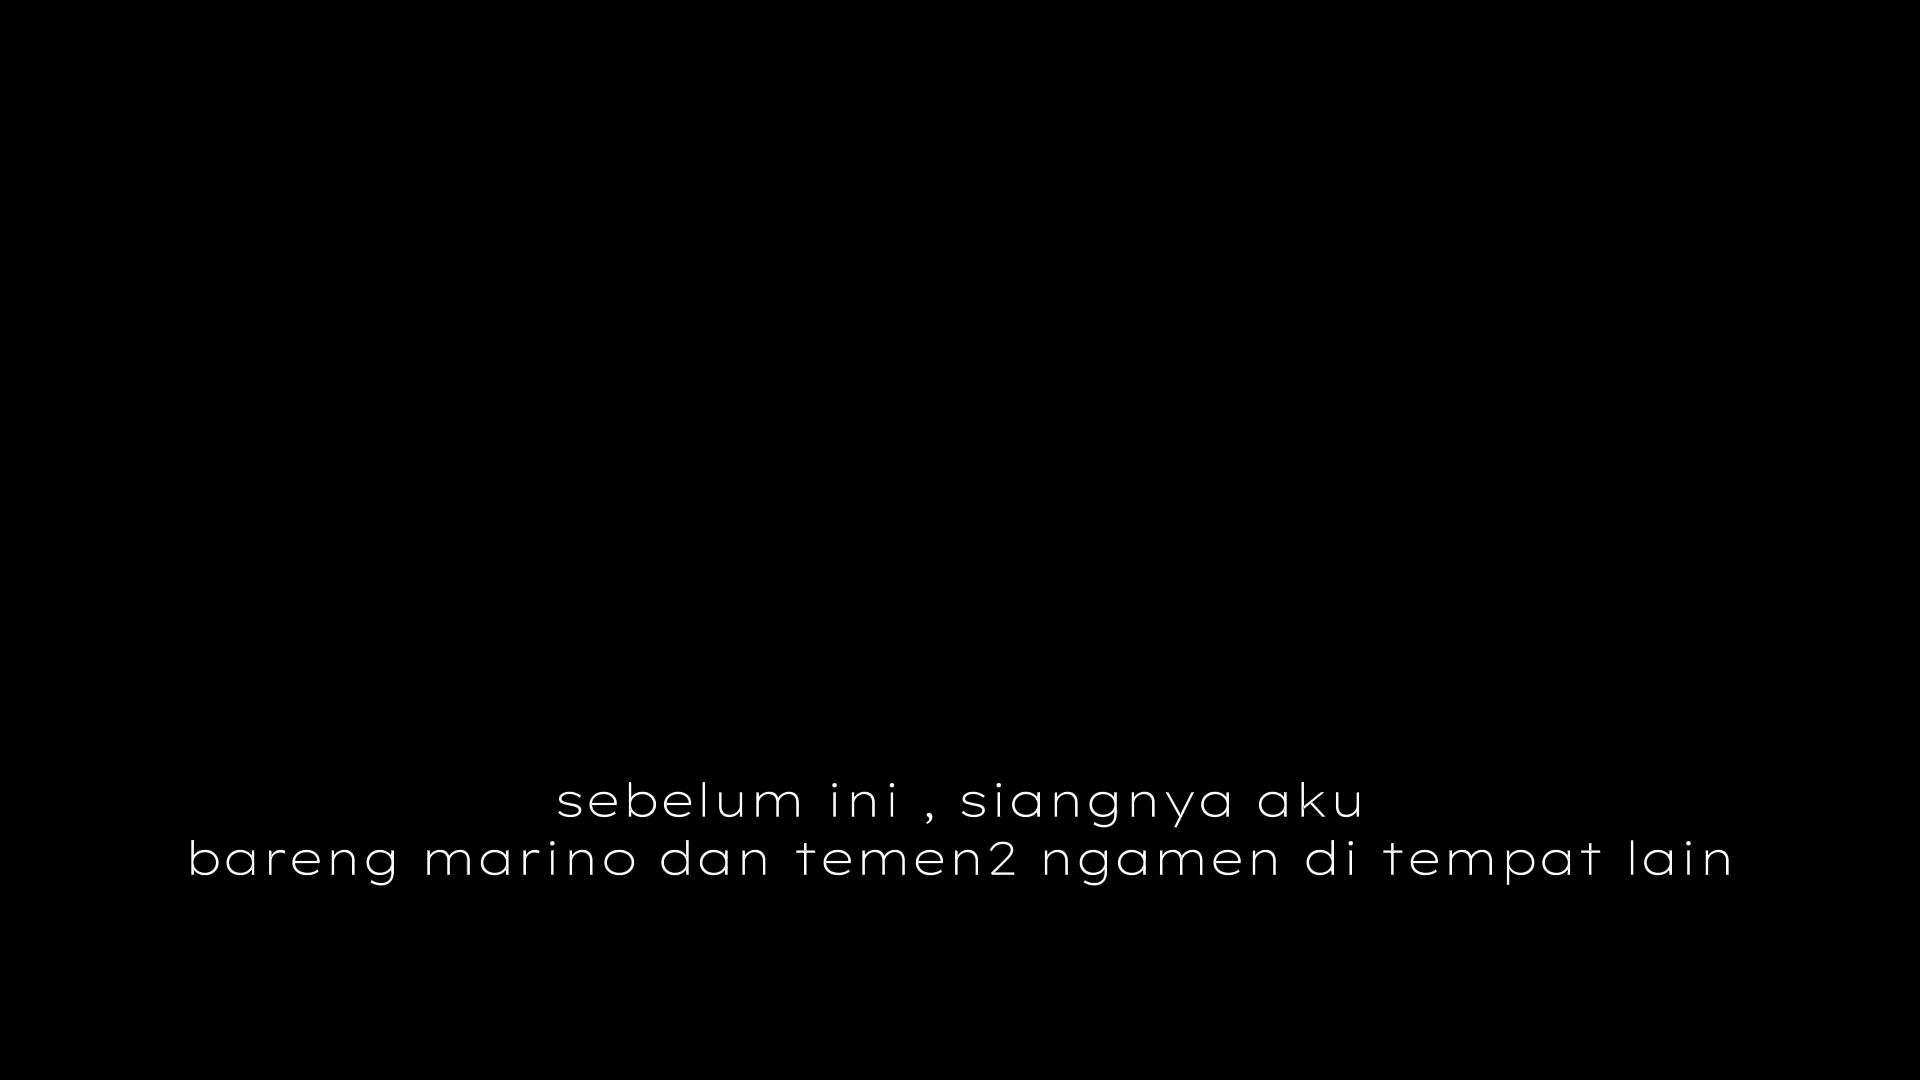 sebelum ini , siangnya aku
bareng marino dan temen2 ngamen di tempat lain